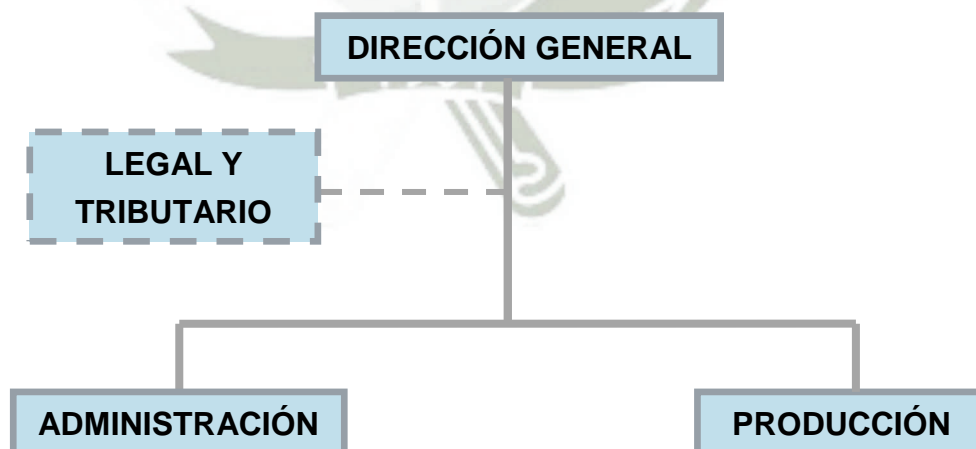 DIRECCIÓN GENERAL
LEGAL Y
TRIBUTARIO
ADMINISTRACIÓN
PRODUCCIÓN